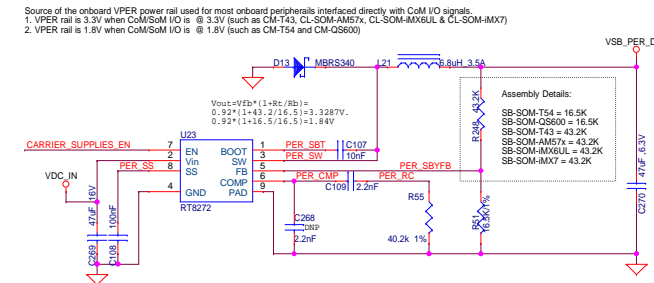 Source of the onboard VPER power rail used for most onboard peripherails interfaced directly with CoM I/O signals.
1. VPER rail is 3.3V when CoM/SoM I/O is @ 3.3V (such as CM-T43, CL-SOM-AM57x, CL-SOM-iMX6UL & CL-SOM-iMX7)
2. VPER rail is 1.8V when CoM/SoM I/O is @ 1.8V (such as CM-T54 and CM-QS600)
VSB_PER_D
D13
MBRS340
L21
6.8uH_3.5A
Vout=Vfb*(1+Rt/Rb)=
0.92*(1+43.2/16.5)=3.3287V.
0.92*(1+16.5/16.5)=1.84V
Assembly Details:
SB-SOM-T54 = 16.5K
SB-SOM-QS600 = 16.5K
SB-SOM-T43 = 43.2K
SB-SOM-AM57x = 43.2K
SB-SOM-iMX6UL = 43.2K
SB-SOM-iMX7 = 43.2K
R248
43.2K
U23
CARRIER_SUPPLIES_EN
7
EN
2
Vin
PER_SS
8
SS
4
GND
BOOT
1
PER_SBT
SW
3
PER_SW
FB
5
PER_SBYFB
COMP
6
PER_CMP
PAD
9
RT8272
C107
10nF
C109
2.2nF
PER_RC
VDC_IN
C269
47uF_16V
C108
100nF
C268
DNP
2.2nF
R55
40.2k 1%
R51
16.5K/1%
C270
47uF_6.3V